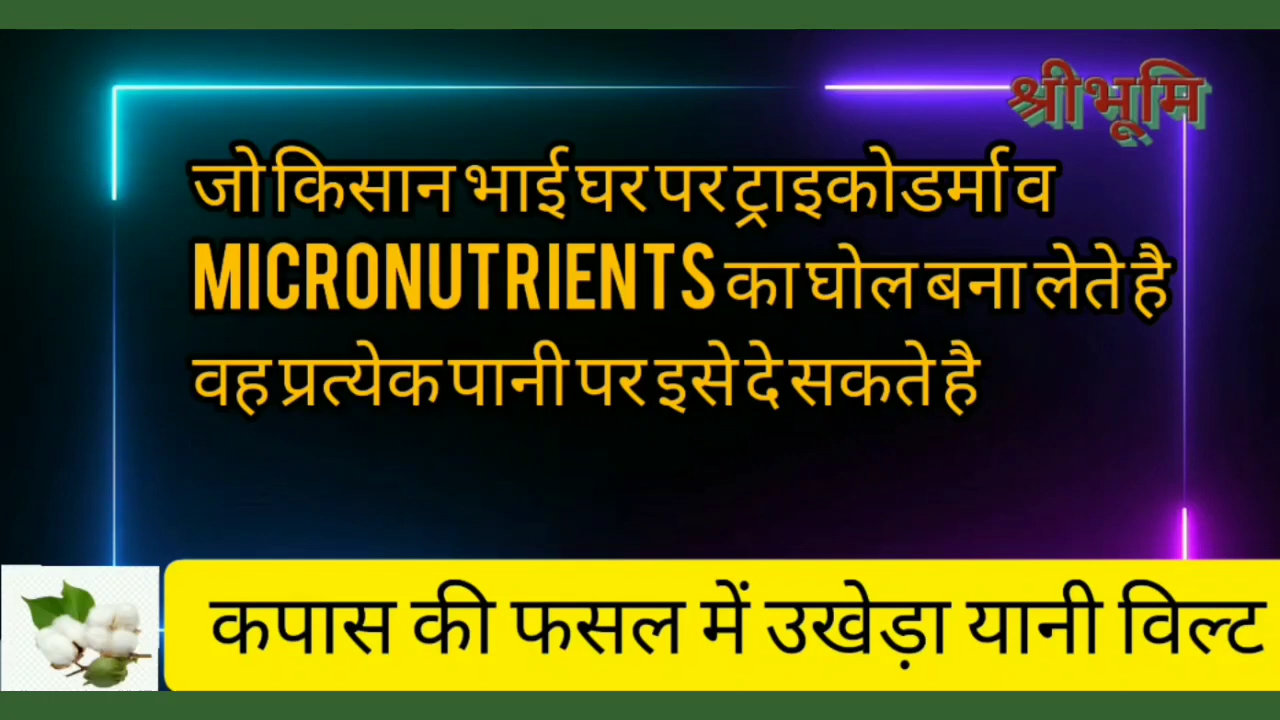 श्रीभूमि
जो किसान भाई घर पर ट्राइकोडर्मा व
MICRONUTRIENTS का घोल बना लेते है
वह प्रत्येक पानी पर इसे दे सकते है
कपास की फसल में उखेड़ा यानी विल्ट